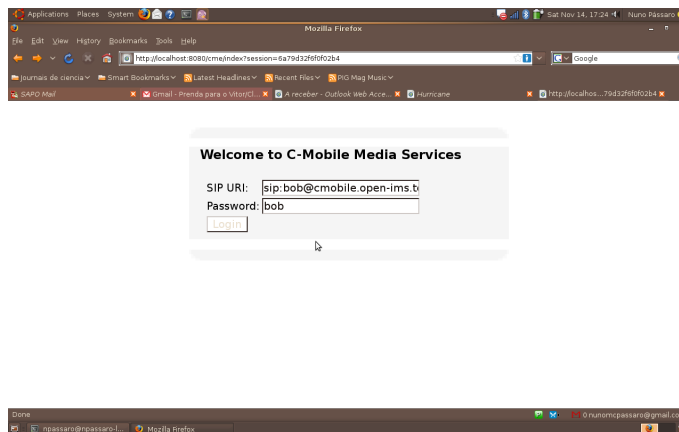 Applications Places System Sat Nov 14, 17:24 Nuno Pássaro
Mozilla Firefox
File Edit View History Bookmarks Tools Help
http://localhost:8080/cme/index?session=6a79d32f6f0f02b4 Google
Jornais de ciencia Smart Bookmarks Latest Headlines Recent Files PIG Mag Music
SAPO Mail Gmail - Prenda para o Vitor/Cl... A receber - Outlook Web Acce... Hurricane http://localhos...79d32f6f0f02b4
Welcome to C-Mobile Media Services
SIP URI: sip:bob@cmobile.open-ims.t
Password: bob
Login
Done 0 nunomcpassaro@gmail.co
npassaro@npassaro-l... Mozilla Firefox